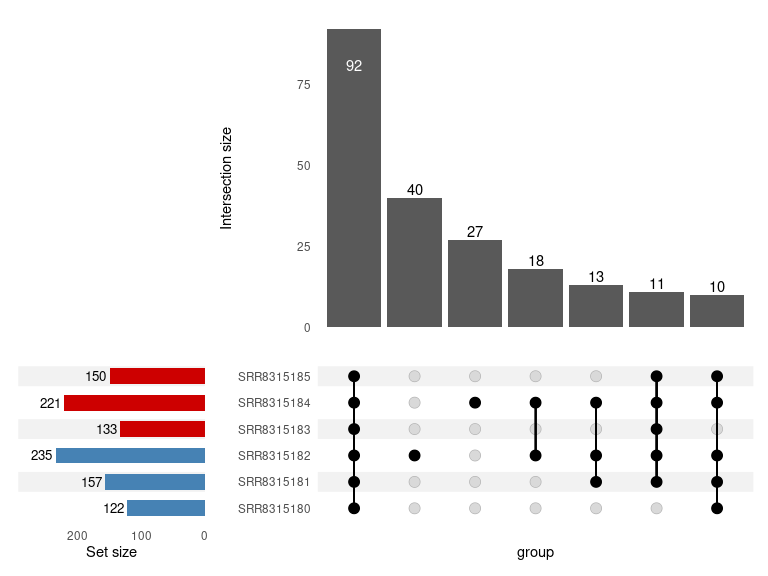 92
75
Intersection size
50
40
27
25
18
13
11
10
0
150 SRR8315185
221 SRR8315184
133 SRR8315183
235 SRR8315182
157 SRR8315181
122 SRR8315180
200 100 0
Set size
group